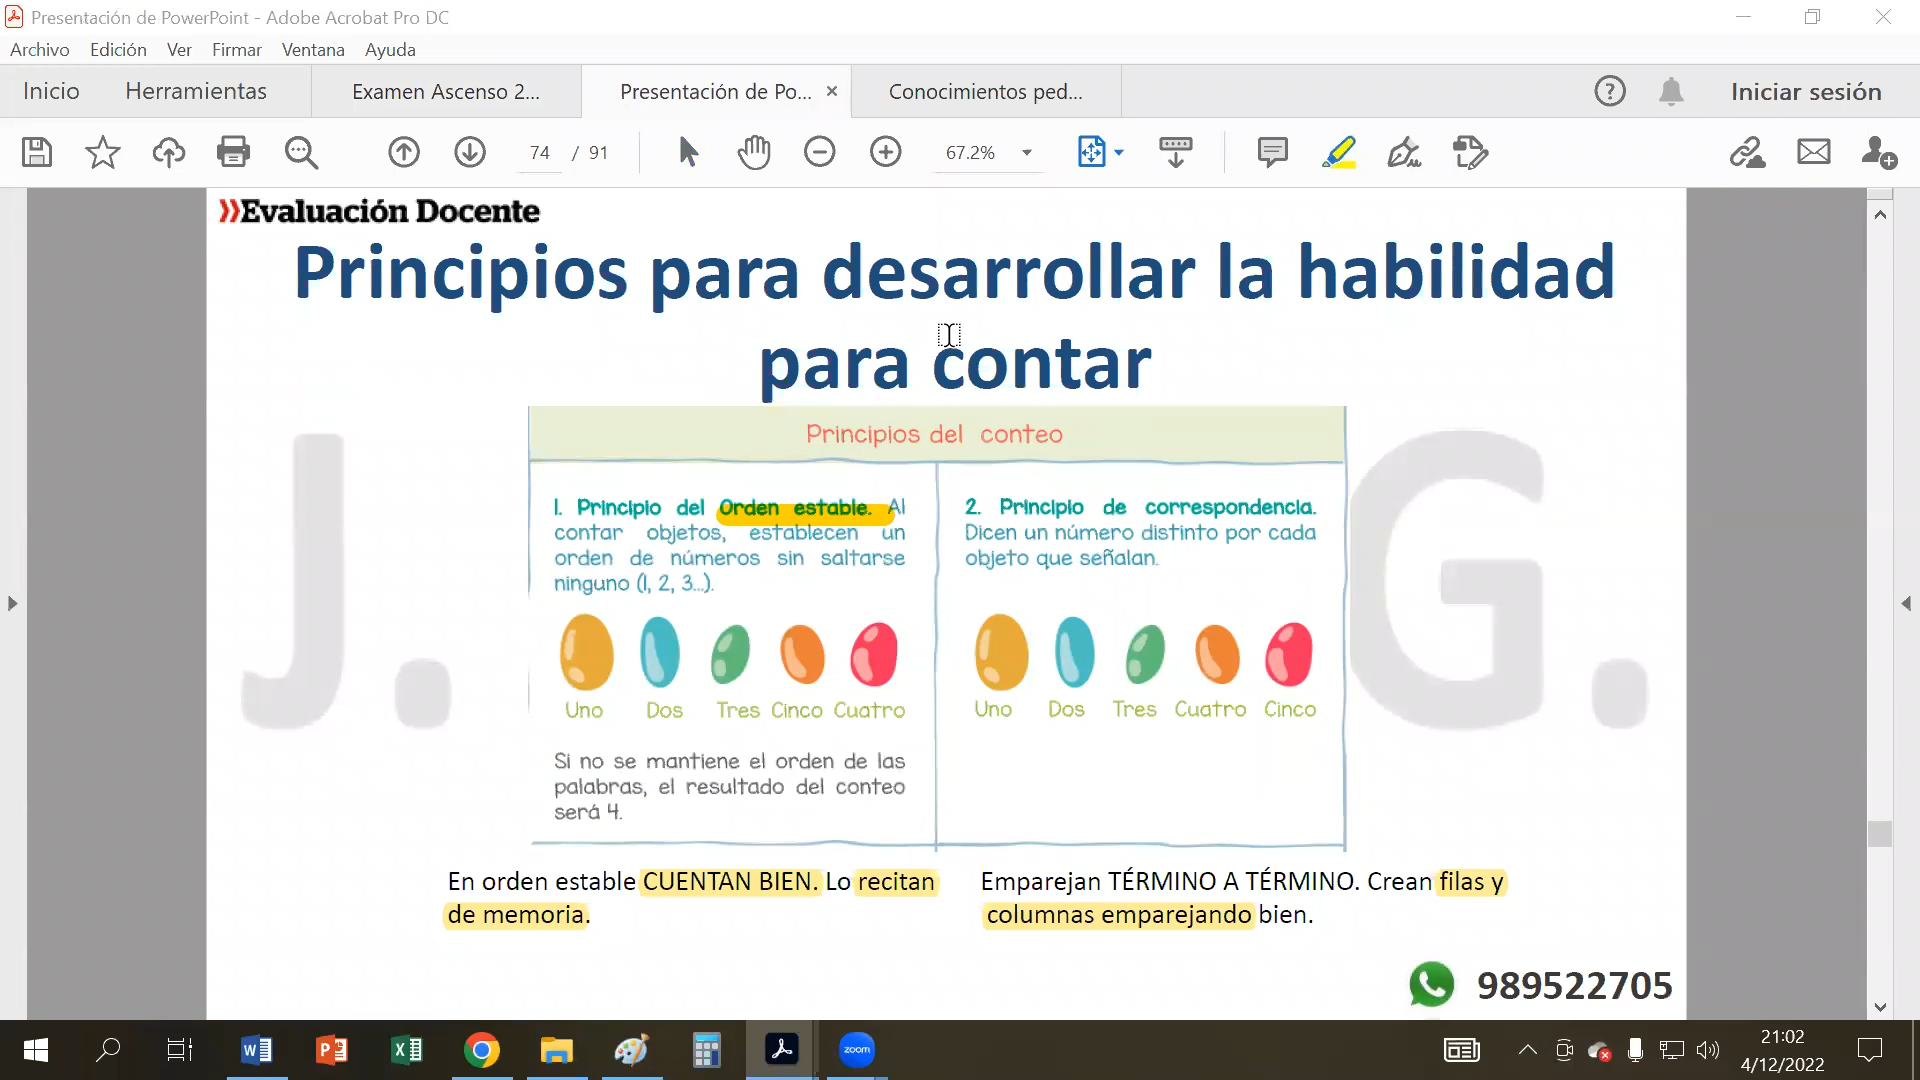 Presentación de PowerPoint - Adobe Acrobat Pro DC
Archivo Edición Ver Firmar Ventana Ayuda
Inicio Herramientas Examen Ascenso 2... Presentación de Po... × Conocimientos ped... Iniciar sesión
74 / 91 67.2%
Evaluación Docente
Principios para desarrollar la habilidad
para contar
Principios del conteo
1. Principio del Orden estable. Al
contar objetos, establecen un
orden de números sin saltarse
ninguno (1, 2, 3...).
Uno Dos Tres Cinco Cuatro
Si no se mantiene el orden de las
palabras, el resultado del conteo
será 4.
2. Principio de correspondencia.
Dicen un número distinto por cada
objeto que señalan.
Uno Dos Tres Cuatro Cinco
J. G.
En orden estable CUENTAN BIEN. Lo recitan
de memoria.
Emparejan TÉRMINO A TÉRMINO. Crean filas y
columnas emparejando bien.
989522705
zoom
21:02
4/12/2022